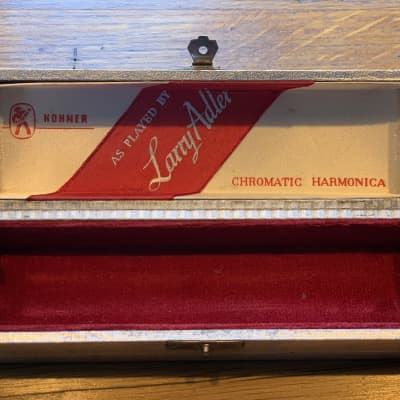 HOHNER
AS PLAYED BY
Larry Adler
CHROMATIC HARMONICA